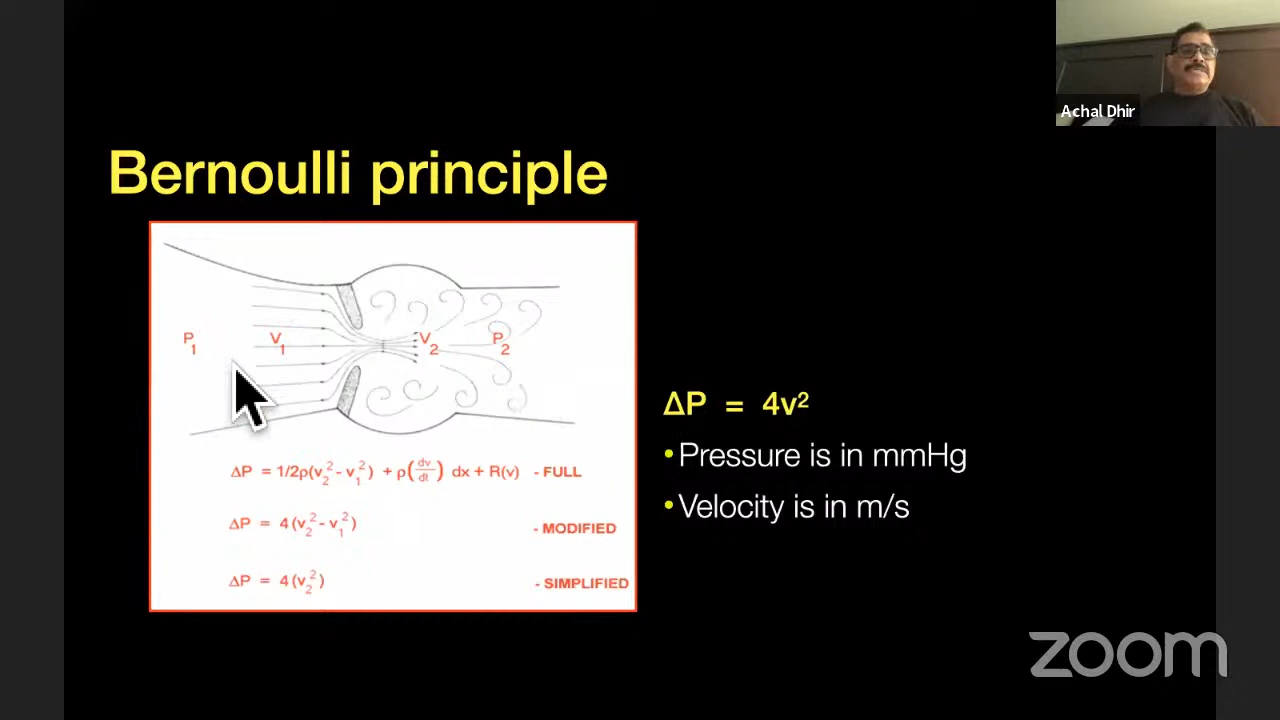 Achal Dhir
Bernoulli principle
P₁ V₁ V₂ P₂
ΔP = 1/2ρ(v₂² - v₁²) + ρ(dv/dt) dx + R(v) - FULL
ΔP = 4(v₂² - v₁²) - MODIFIED
ΔP = 4(v₂²) - SIMPLIFIED
ΔP = 4v²
•Pressure is in mmHg
•Velocity is in m/s
zoom